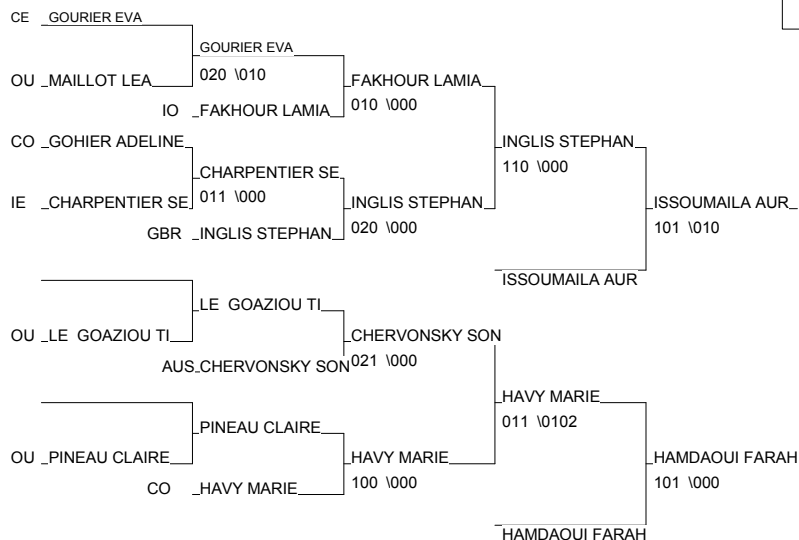 CE GOURIER EVA
GOURIER EVA
020 \010
OU MAILLOT LEA
FAKHOUR LAMIA
010 \000
IO FAKHOUR LAMIA
CO GOHIER ADELINE
INGLIS STEPHAN
110 \000
CHARPENTIER SE
011 \000
IE CHARPENTIER SE
INGLIS STEPHAN
020 \000
ISSOUMAILA AUR
101 \010
GBR INGLIS STEPHAN
ISSOUMAILA AUR
LE GOAZIOU TI
OU LE GOAZIOU TI
CHERVONSKY SON
021 \000
AUS CHERVONSKY SON
HAVY MARIE
011 \0102
PINEAU CLAIRE
OU PINEAU CLAIRE
HAVY MARIE
100 \000
HAMDAOUI FARAH
101 \000
CO HAVY MARIE
HAMDAOUI FARAH